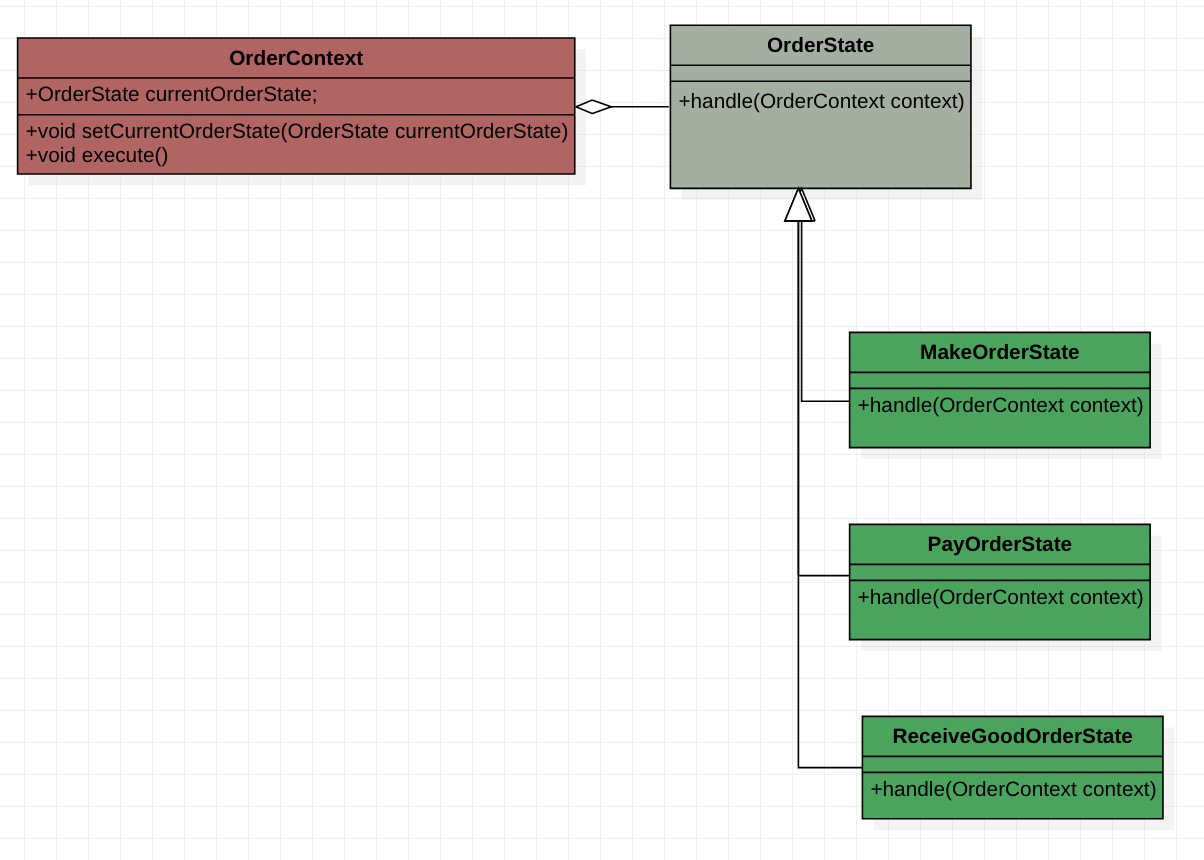 OrderContext
+OrderState currentOrderState;
+void setCurrentOrderState(OrderState currentOrderState)
+void execute()
OrderState
+handle(OrderContext context)
MakeOrderState
+handle(OrderContext context)
PayOrderState
+handle(OrderContext context)
ReceiveGoodOrderState
+handle(OrderContext context)